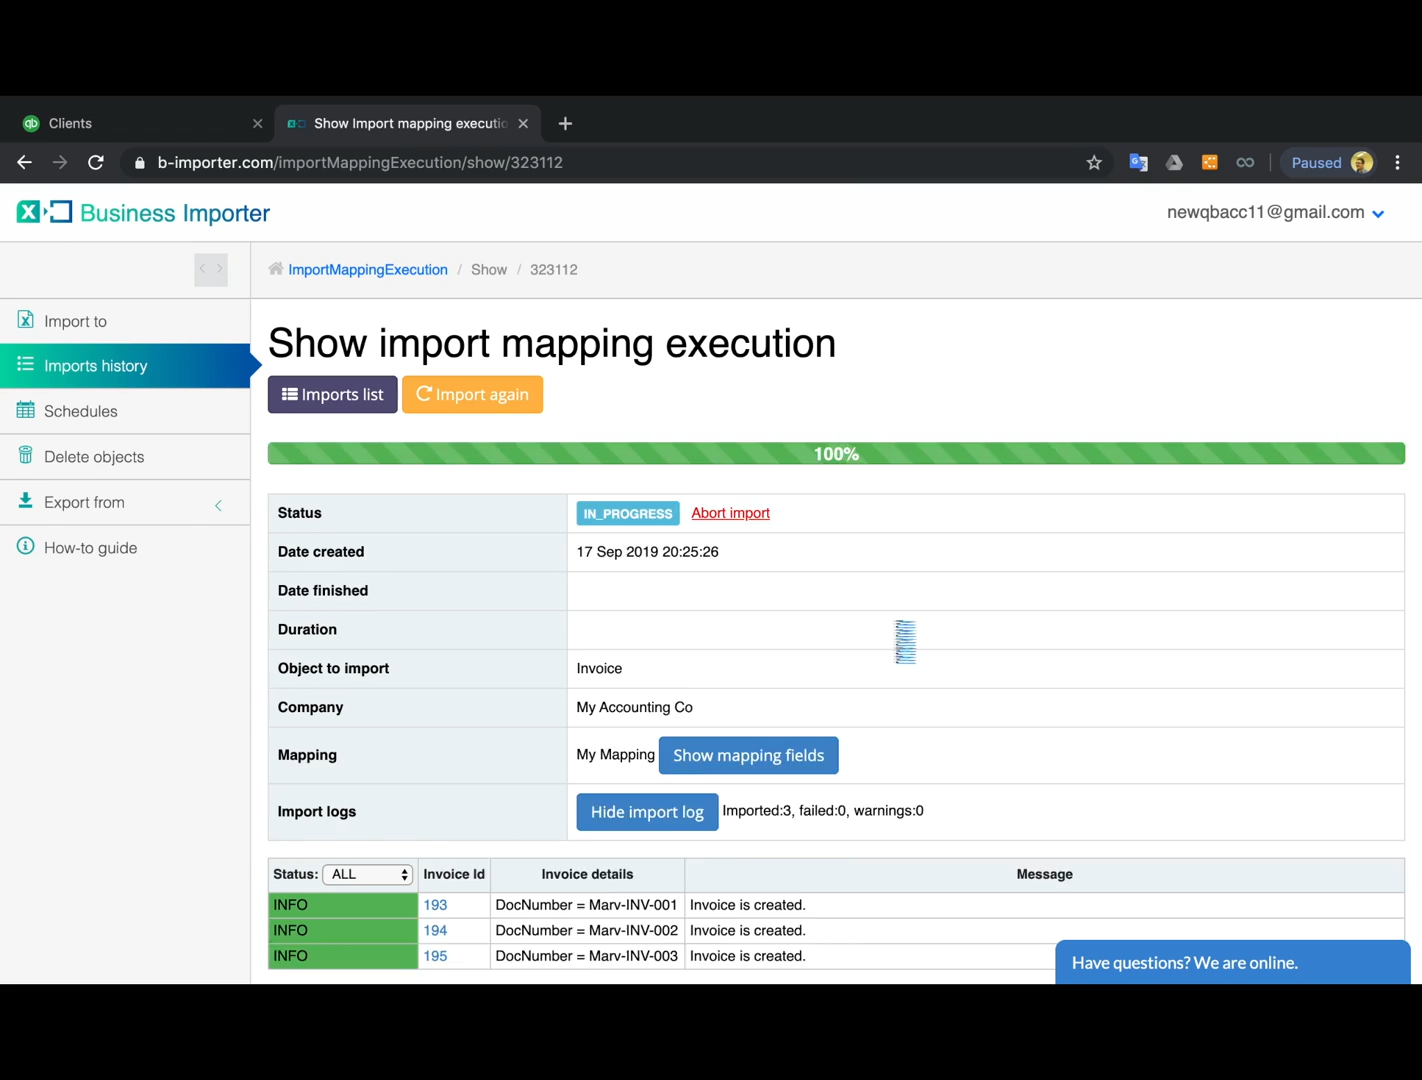 Clients
Show Import mapping executio
b-importer.com/importMappingExecution/show/323112
Paused
X Business Importer
newqbacc11@gmail.com
ImportMappingExecution / Show / 323112
Import to
Imports history
Schedules
Delete objects
Export from
How-to guide
Show import mapping execution
Imports list
Import again
100%
Status IN_PROGRESS Abort import
Date created 17 Sep 2019 20:25:26
Date finished
Duration
Object to import Invoice
Company My Accounting Co
Mapping My Mapping Show mapping fields
Import logs Hide import log Imported:3, failed:0, warnings:0
Status: ALL Invoice Id Invoice details Message
INFO 193 DocNumber = Marv-INV-001 Invoice is created.
INFO 194 DocNumber = Marv-INV-002 Invoice is created.
INFO 195 DocNumber = Marv-INV-003 Invoice is created.
Have questions? We are online.